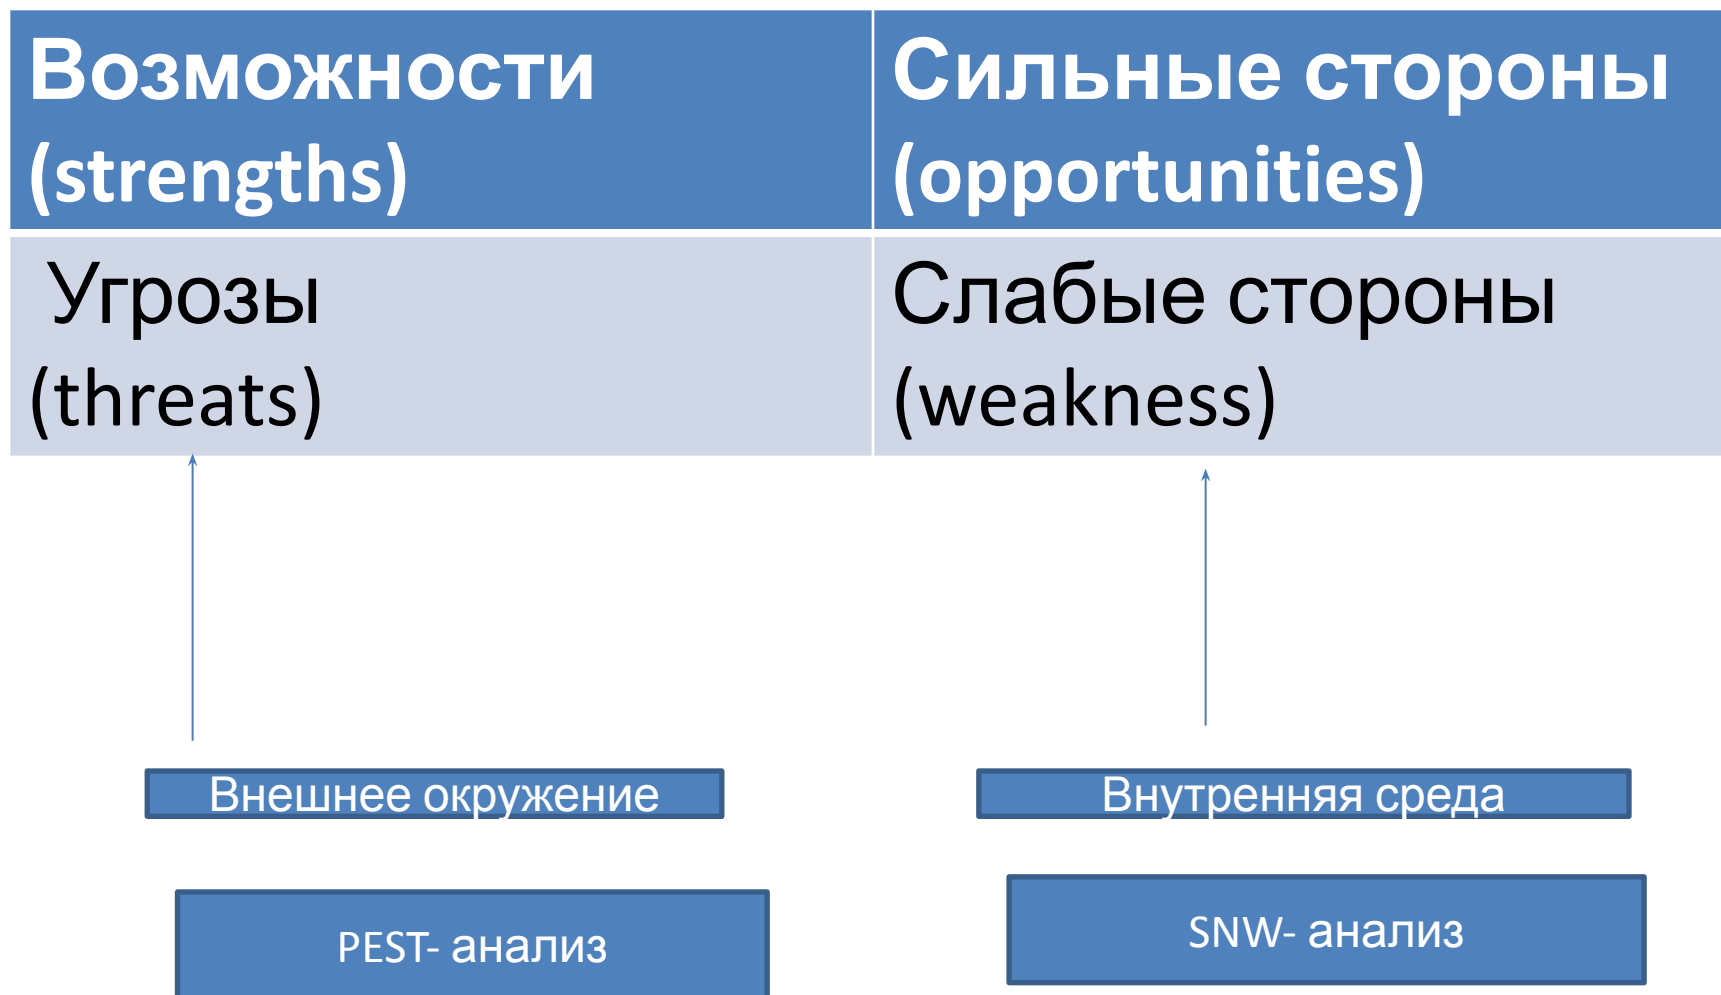 Возможности
(strengths)
Сильные стороны
(opportunities)
Угрозы
(threats)
Слабые стороны
(weakness)
Внешнее окружение
Внутренняя среда
PEST- анализ
SNW- анализ